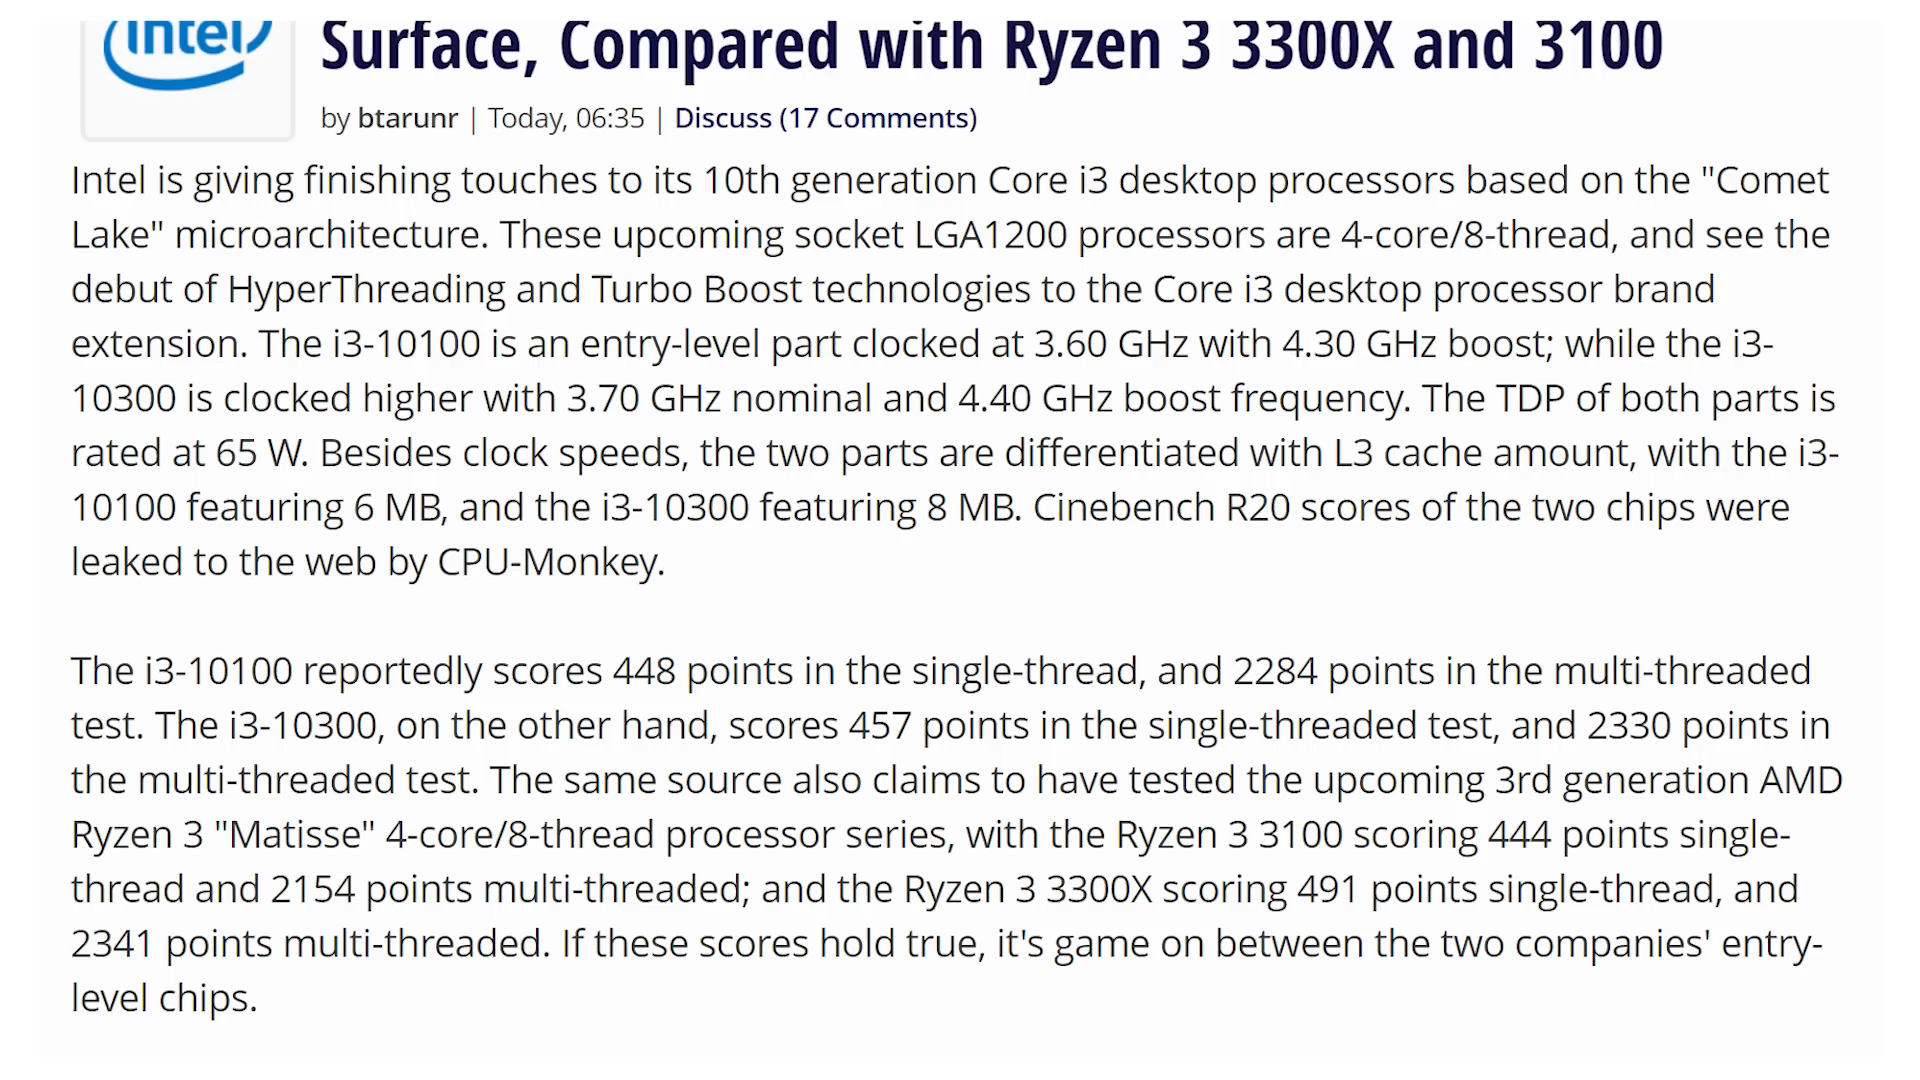 intel
Surface, Compared with Ryzen 3 3300X and 3100
by btarunr | Today, 06:35 | Discuss (17 Comments)
Intel is giving finishing touches to its 10th generation Core i3 desktop processors based on the "Comet
Lake" microarchitecture. These upcoming socket LGA1200 processors are 4-core/8-thread, and see the
debut of HyperThreading and Turbo Boost technologies to the Core i3 desktop processor brand
extension. The i3-10100 is an entry-level part clocked at 3.60 GHz with 4.30 GHz boost; while the i3-
10300 is clocked higher with 3.70 GHz nominal and 4.40 GHz boost frequency. The TDP of both parts is
rated at 65 W. Besides clock speeds, the two parts are differentiated with L3 cache amount, with the i3-
10100 featuring 6 MB, and the i3-10300 featuring 8 MB. Cinebench R20 scores of the two chips were
leaked to the web by CPU-Monkey.
The i3-10100 reportedly scores 448 points in the single-thread, and 2284 points in the multi-threaded
test. The i3-10300, on the other hand, scores 457 points in the single-threaded test, and 2330 points in
the multi-threaded test. The same source also claims to have tested the upcoming 3rd generation AMD
Ryzen 3 "Matisse" 4-core/8-thread processor series, with the Ryzen 3 3100 scoring 444 points single-
thread and 2154 points multi-threaded; and the Ryzen 3 3300X scoring 491 points single-thread, and
2341 points multi-threaded. If these scores hold true, it's game on between the two companies' entry-
level chips.